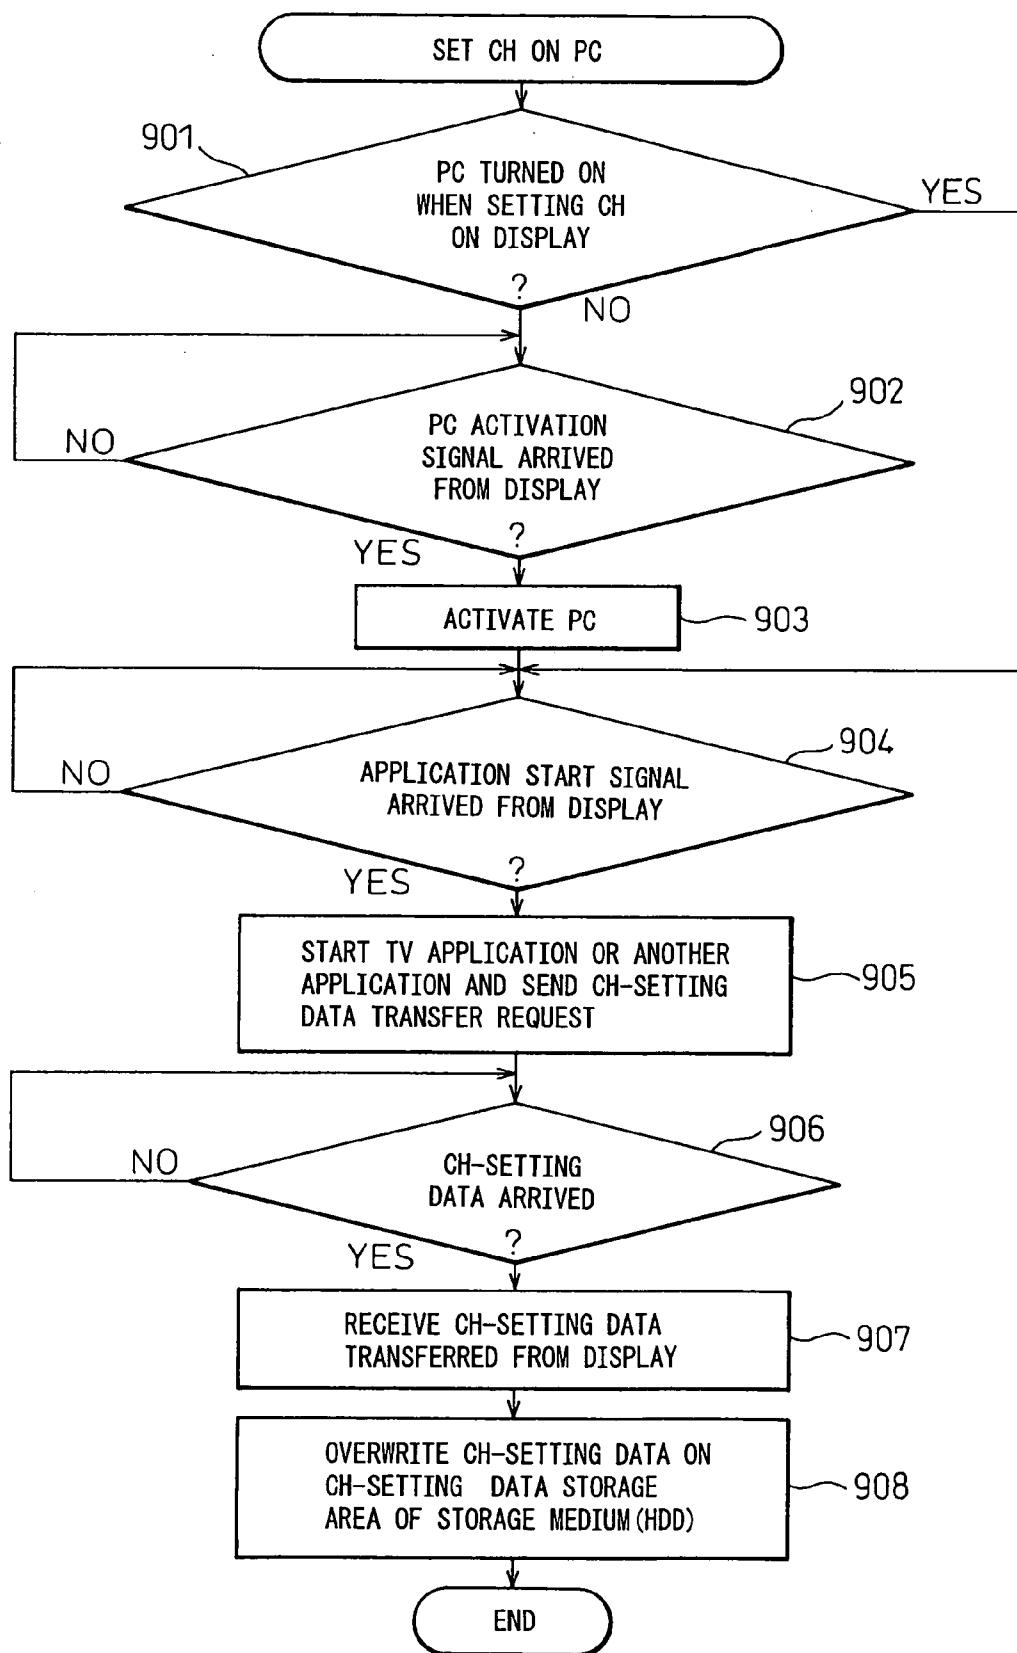 SET CH ON PC
901
PC TURNED ON
WHEN SETTING CH
ON DISPLAY
?
YES
NO
902
PC ACTIVATION
SIGNAL ARRIVED
FROM DISPLAY
?
NO
YES
ACTIVATE PC
903
904
APPLICATION START SIGNAL
ARRIVED FROM DISPLAY
?
NO
YES
START TV APPLICATION OR ANOTHER
APPLICATION AND SEND CH-SETTING
DATA TRANSFER REQUEST
905
906
CH-SETTING
DATA ARRIVED
?
NO
YES
RECEIVE CH-SETTING DATA
TRANSFERRED FROM DISPLAY
907
OVERWRITE CH-SETTING DATA ON
CH-SETTING DATA STORAGE
AREA OF STORAGE MEDIUM(HDD)
908
END